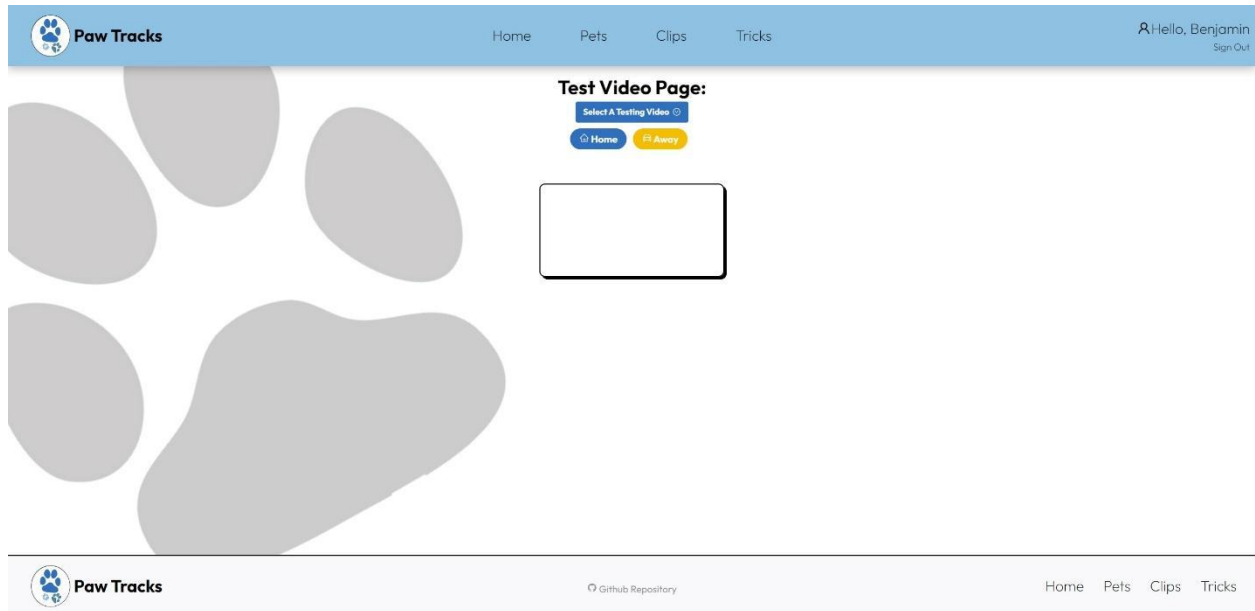 Paw Tracks
Home Pets Clips Tricks
Hello, Benjamin
Sign Out
Test Video Page:
Select A Testing Video
Home Away
Paw Tracks
Github Repository
Home Pets Clips Tricks